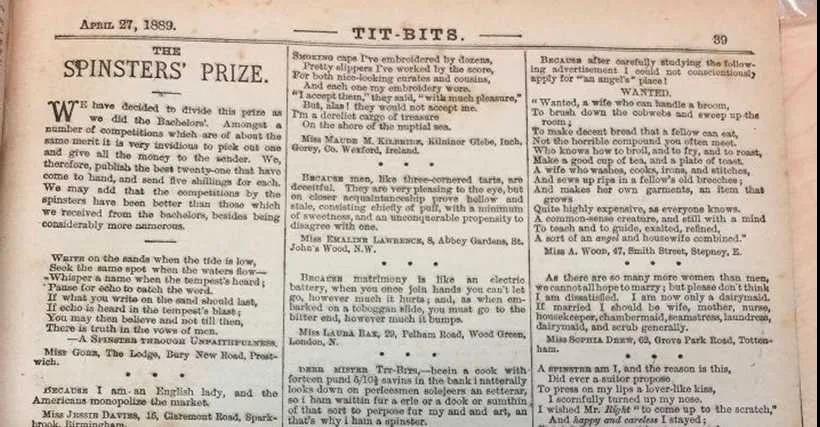 APRIL 27, 1889.
TIT-BITS.
39
THE
SPINSTERS' PRIZE.
WE have decided to divide this prize as
we did the Bachelors'. Amongst a
number of competitions which are of about the
same merit it is very invidious to pick out one
and give all the money to the sender. We,
therefore, publish the best twenty-one that have
come to hand, and send five shillings for each.
We may add that the competitions by the
spinsters have been better than those which
we received from the bachelors, besides being
considerably more numerous.
WRITE on the sands when the tide is low,
Seek the same spot when the waters flow—
Whisper a name when the tempest's heard;
Pause for echo to catch the word.
If what you write on the sand should last,
If echo is heard in the tempest's blast;
You may then believe and not till then,
There is truth in the vows of men.
—A SPINSTER THROUGH UNFAITHFULNESS.
Miss GORE, The Lodge, Bury New Road, Prest-
wich.
BECAUSE I am an English lady, and the
Americans monopolize the market.
Miss JESSIE DAVIES, 15, Claremont Road, Spark-
brook, Birmingham.
SMOKING caps I've embroidered by dozens,
Pretty slippers I've worked by the score,
For both nice-looking curates and cousins,
And each one my embroidery wore.
"I accept them," they said, "with much pleasure,"
But, alas! they would not accept me.
I'm a derelict cargo of treasure
On the shore of the nuptial sea.
Miss MAUDE M. KILBRIDE, Kilninor Glebe, Inch,
Gorey, Co. Wexford, Ireland.
BECAUSE men, like three-cornered tarts, are
deceitful. They are very pleasing to the eye, but
on closer acquaintanceship prove hollow and
stale, consisting chiefly of puff, with a minimum
of sweetness, and an unconquerable propensity to
disagree with one.
Miss EMALINE LAWRENCE, 8, Abbey Gardens, St.
John's Wood, N.W.
BECAUSE matrimony is like an electric
battery, when you once join hands you can't let
go, however much it hurts; and, as when em-
barked on a toboggan slide, you must go to the
bitter end, however much it bumps.
Miss LAURA BAX, 29, Pelham Road, Wood Green,
London, N.
DERE MISTER TIT-BITS,—beein a cook with
forteen pund 5/10½ savins in the bank i natterally
looks down on perlicesmen solejeers an setterar,
so i ham waittin fur a erle or a dook or sumthin
of that sort to perpose fur my and and art, an
that's why i ham a spinster.
BECAUSE after carefully studying the follow-
ing advertisement I could not conscientiously
apply for "an angel's" place!
WANTED.
"Wanted, a wife who can handle a broom,
To brush down the cobwebs and sweep up the
room;
To make decent bread that a fellow can eat,
Not the horrible compound you often meet.
Who knows how to broil, and to fry, and to roast,
Make a good cup of tea, and a plate of toast.
A wife who washes, cooks, irons, and stitches,
And sews up rips in a fellow's old breeches;
And makes her own garments, an item that
grows
Quite highly expensive, as everyone knows.
A common-sense creature, and still with a mind
To teach and to guide, exalted, refined,
A sort of an angel and housewife combined."
Miss A. WOOD, 47, Smith Street, Stepney, E.
As there are so many more women than men,
we cannot all hope to marry; but please don't think
I am dissatisfied. I am now only a dairymaid.
If married I should be wife, mother, nurse,
housekeeper, chambermaid, seamstress, laundress,
dairymaid, and scrub generally.
Miss SOPHIA DREW, 62, Grove Park Road, Totten-
ham.
A SPINSTER am I, and the reason is this,
Did ever a suitor propose
To press on my lips a lover-like kiss,
I scornfully turned up my nose.
I wished Mr. Right "to come up to the scratch,"
And happy and careless I stayed;